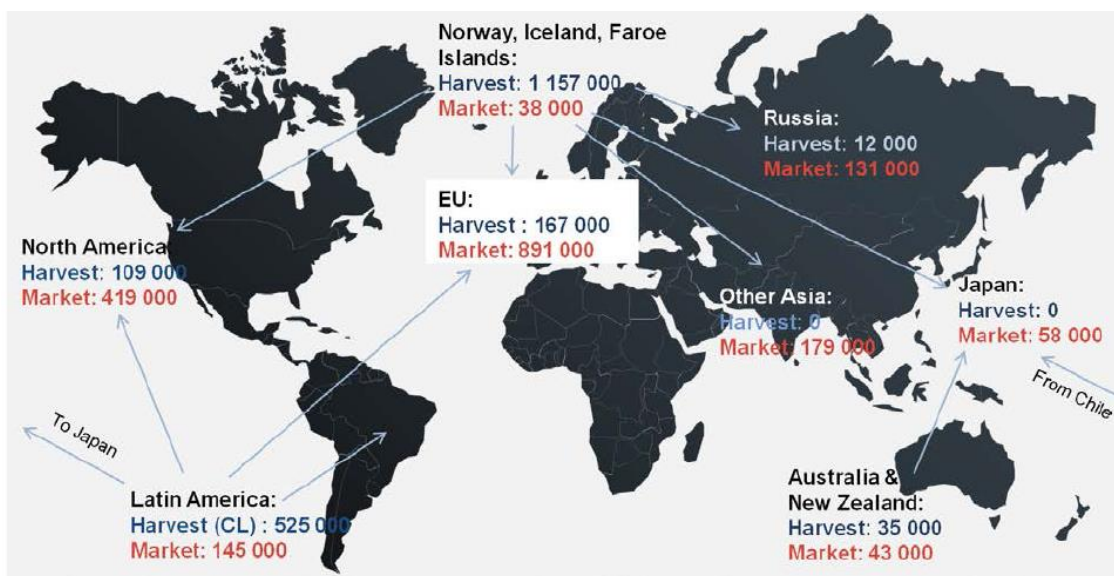 Norway, Iceland, Faroe
Islands:
Harvest: 1 157 000
Market: 38 000
Russia:
Harvest: 12 000
Market: 131 000
EU:
Harvest : 167 000
Market: 891 000
North America:
Harvest: 109 000
Market: 419 000
Other Asia:
Harvest: 0
Market: 179 000
Japan:
Harvest: 0
Market: 58 000
From Chile
To Japan
Latin America:
Harvest (CL) : 525 000
Market: 145 000
Australia &
New Zealand:
Harvest: 35 000
Market: 43 000